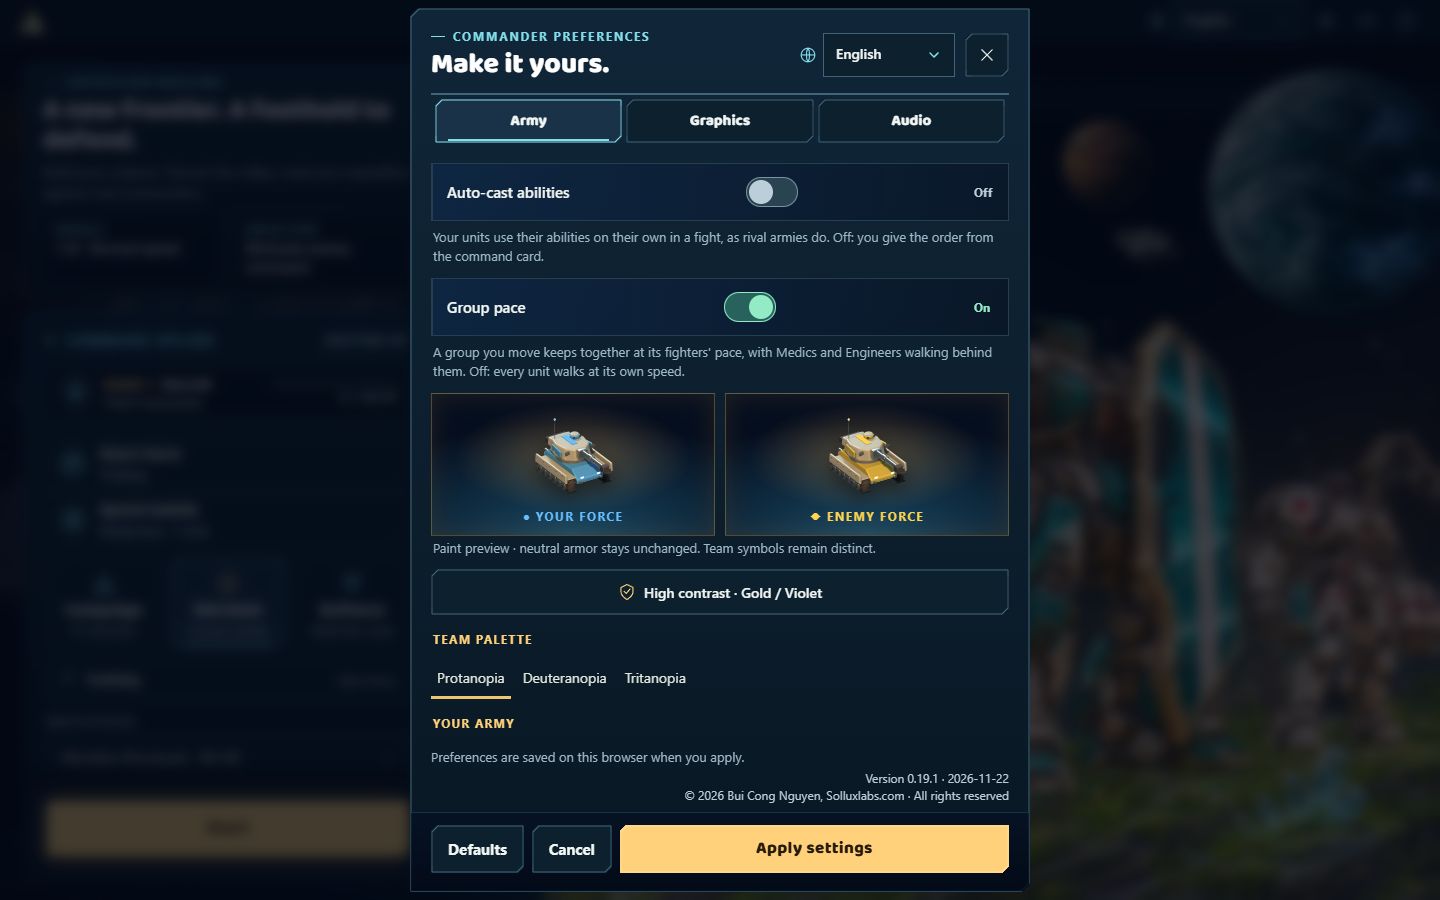 COMMANDER PREFERENCES
Make it yours.
English
Army
Graphics
Audio
Auto-cast abilities
Off
Your units use their abilities on their own in a fight, as rival armies do. Off: you give the order from
the command card.
Group pace
On
A group you move keeps together at its fighters' pace, with Medics and Engineers walking behind
them. Off: every unit walks at its own speed.
YOUR FORCE
ENEMY FORCE
Paint preview · neutral armor stays unchanged. Team symbols remain distinct.
High contrast · Gold / Violet
TEAM PALETTE
Protanopia
Deuteranopia
Tritanopia
YOUR ARMY
Preferences are saved on this browser when you apply.
Version 0.19.1 · 2026-11-22
© 2026 Bui Cong Nguyen, Solluxlabs.com · All rights reserved
Defaults
Cancel
Apply settings